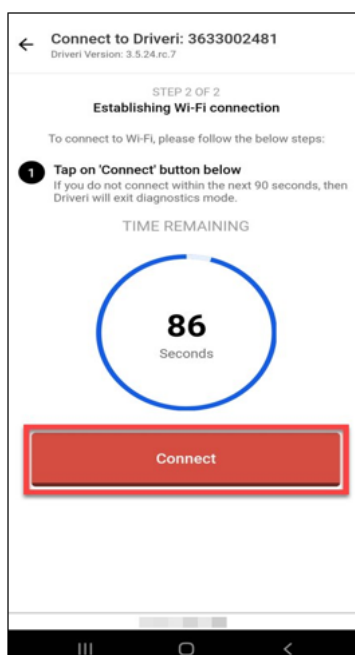 Connect to Driveri: 3633002481
Driveri Version: 3.5.24.rc.7
STEP 2 OF 2
Establishing Wi-Fi connection
To connect to Wi-Fi, please follow the below steps:
1 Tap on 'Connect' button below
If you do not connect within the next 90 seconds, then
Driveri will exit diagnostics mode.
TIME REMAINING
86
Seconds
Connect